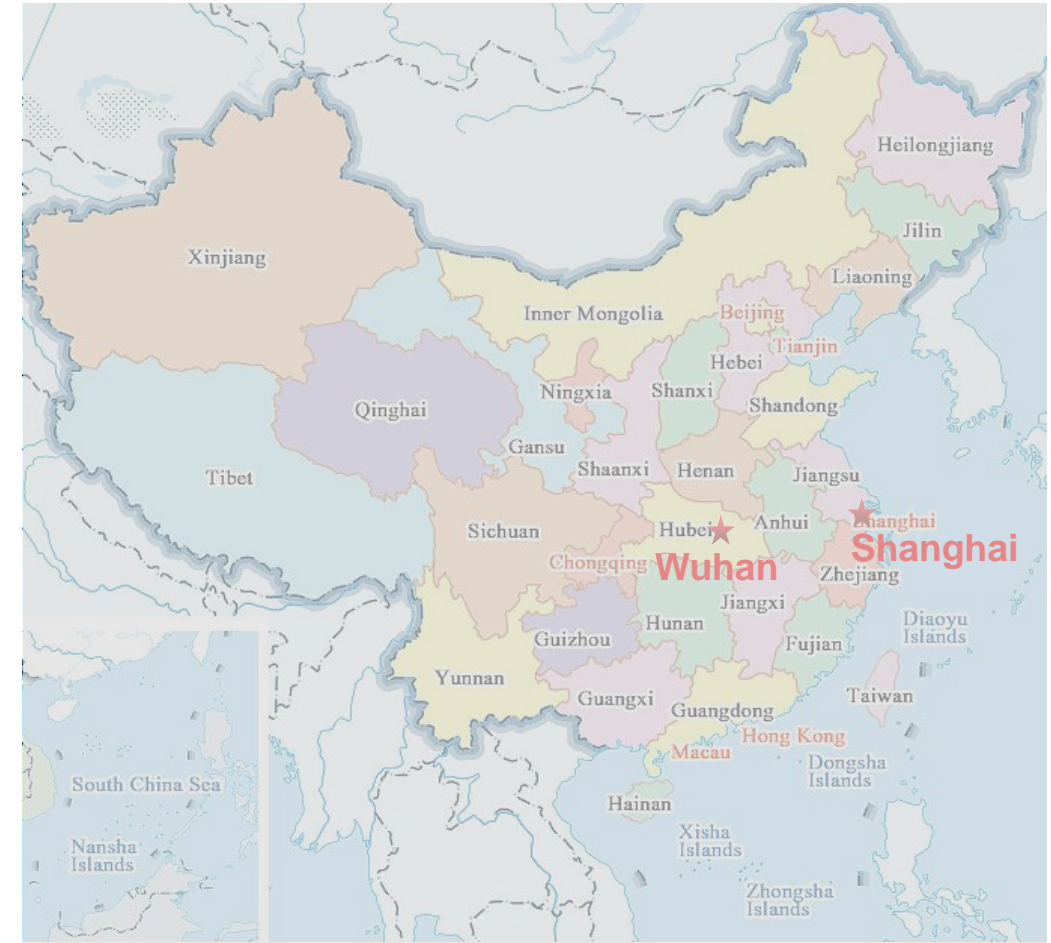 Heilongjiang
Jilin
Xinjiang
Liaoning
Inner Mongolia
Beijing
Tianjin
Hebei
Ningxia
Shanxi
Qinghai
Shandong
Gansu
Shaanxi
Henan
Jiangsu
Tibet
Sichuan
Hubei
Anhui
Shanghai
Shanghai
Chongqing
Wuhan
Zhejiang
Jiangxi
Hunan
Diaoyu
Islands
Guizhou
Fujian
Yunnan
Guangxi
Guangdong
Taiwan
Hong Kong
Macau
Dongsha
Islands
South China Sea
Hainan
Xisha
Islands
Nansha
Islands
Zhongsha
Islands